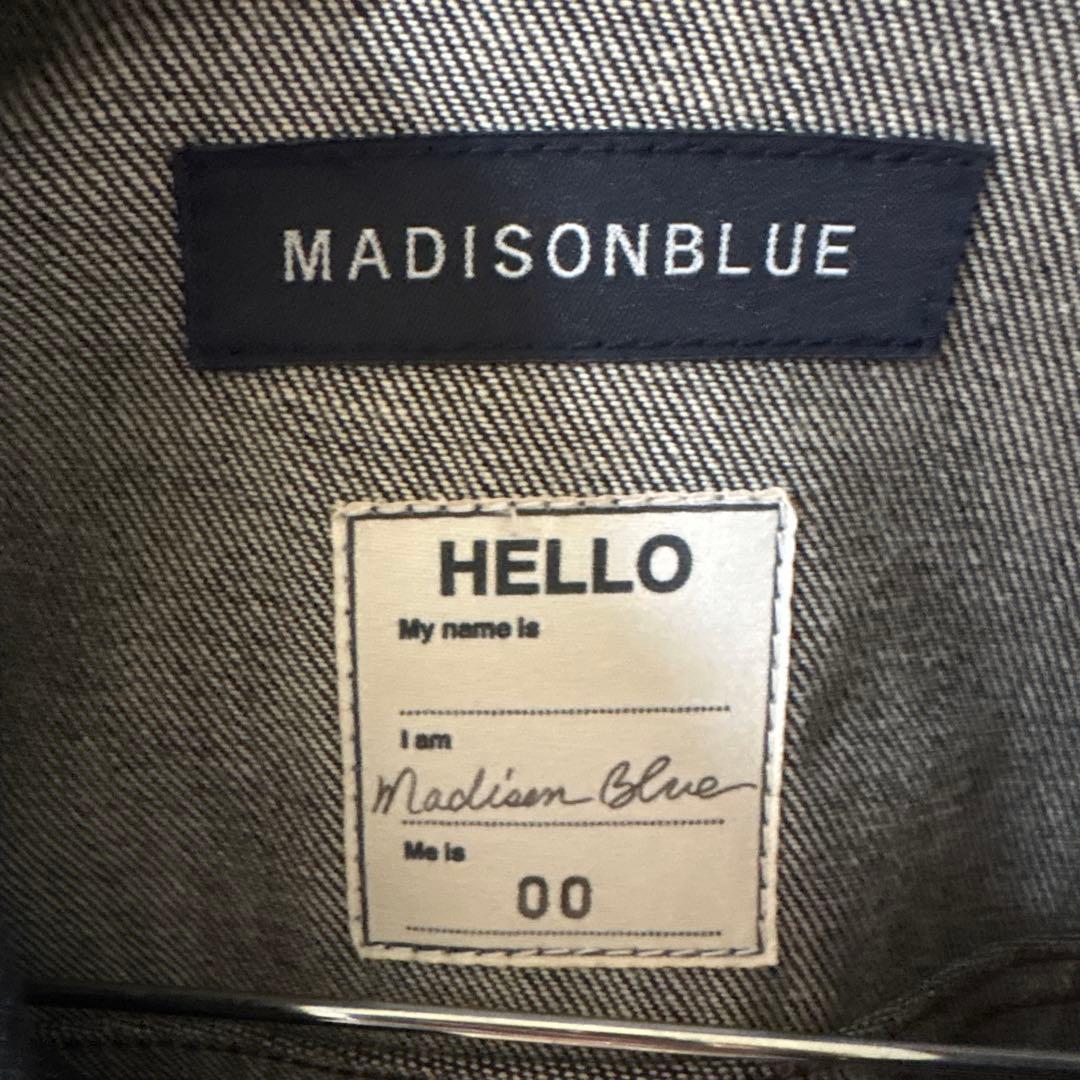 MADISONBLUE
HELLO
My name is
I am
Madison Blue
Me is
00